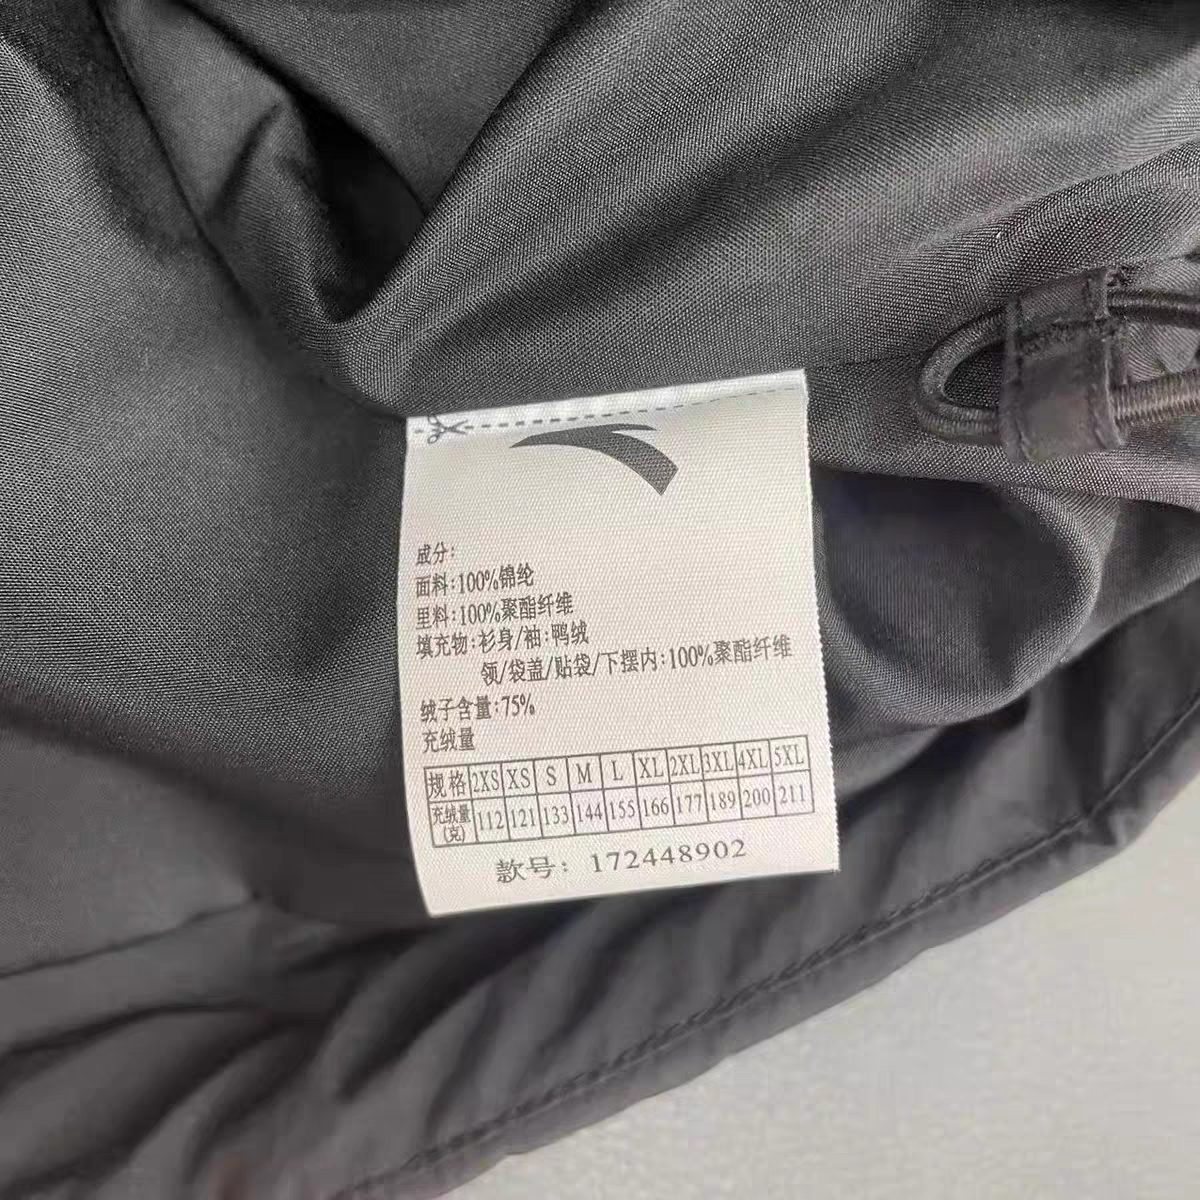 成分:
面料:100%锦纶
里料:100%聚酯纤维
填充物:衫身/袖:鸭绒
领/袋盖/贴袋/下摆内:100%聚酯纤维
绒子含量:75%
充绒量
规格 2XS XS S M L XL 2XL 3XL 4XL 5XL
充绒量(克) 112 121 133 144 155 166 177 189 200 211
款号: 172448902